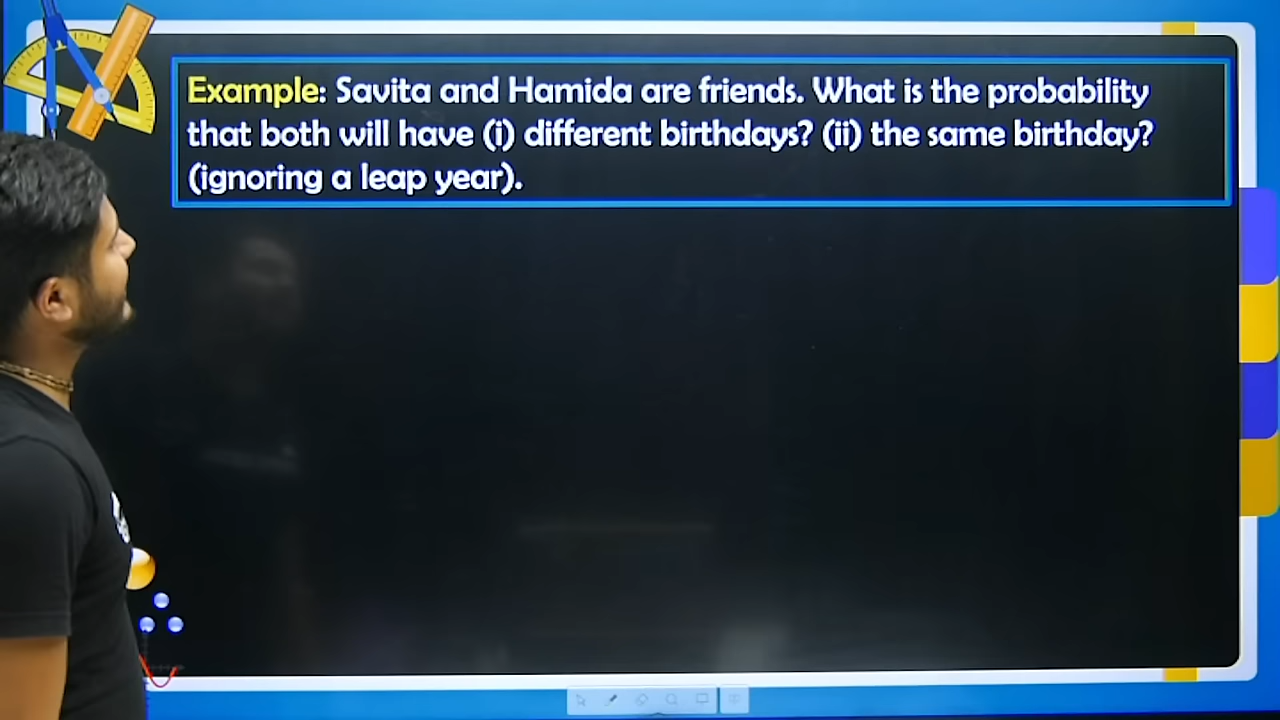 Example: Savita and Hamida are friends. What is the probability
that both will have (i) different birthdays? (ii) the same birthday?
(ignoring a leap year).